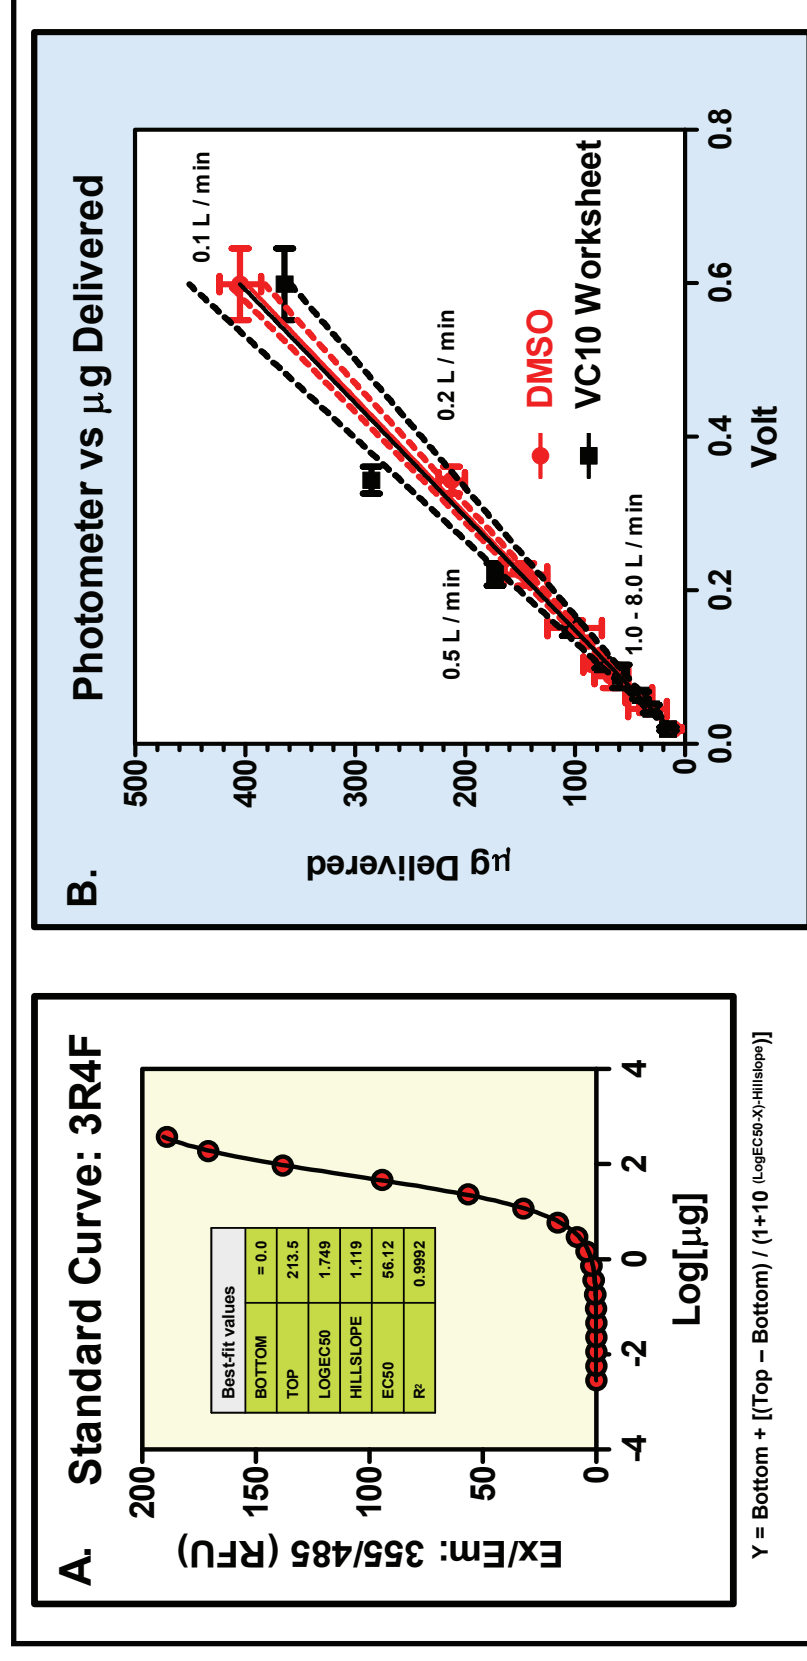 A. Standard Curve: 3R4F
Ex/Em: 355/485 (RFU)
200
150
100
50
0
-4
-2
0
2
4
Log[µg]
Best-fit values
BOTTOM = 0.0
TOP 213.5
LOGEC50 1.749
HILLSLOPE 1.119
EC50 56.12
R² 0.9992
Y = Bottom + [(Top – Bottom) / (1+10 (LogEC50-X)-Hillslope)]
B.
Photometer vs µg Delivered
µg Delivered
500
400
300
200
100
0
0.0
0.2
0.4
0.6
0.8
Volt
0.1 L / min
0.2 L / min
0.5 L / min
1.0 - 8.0 L / min
DMSO
VC10 Worksheet